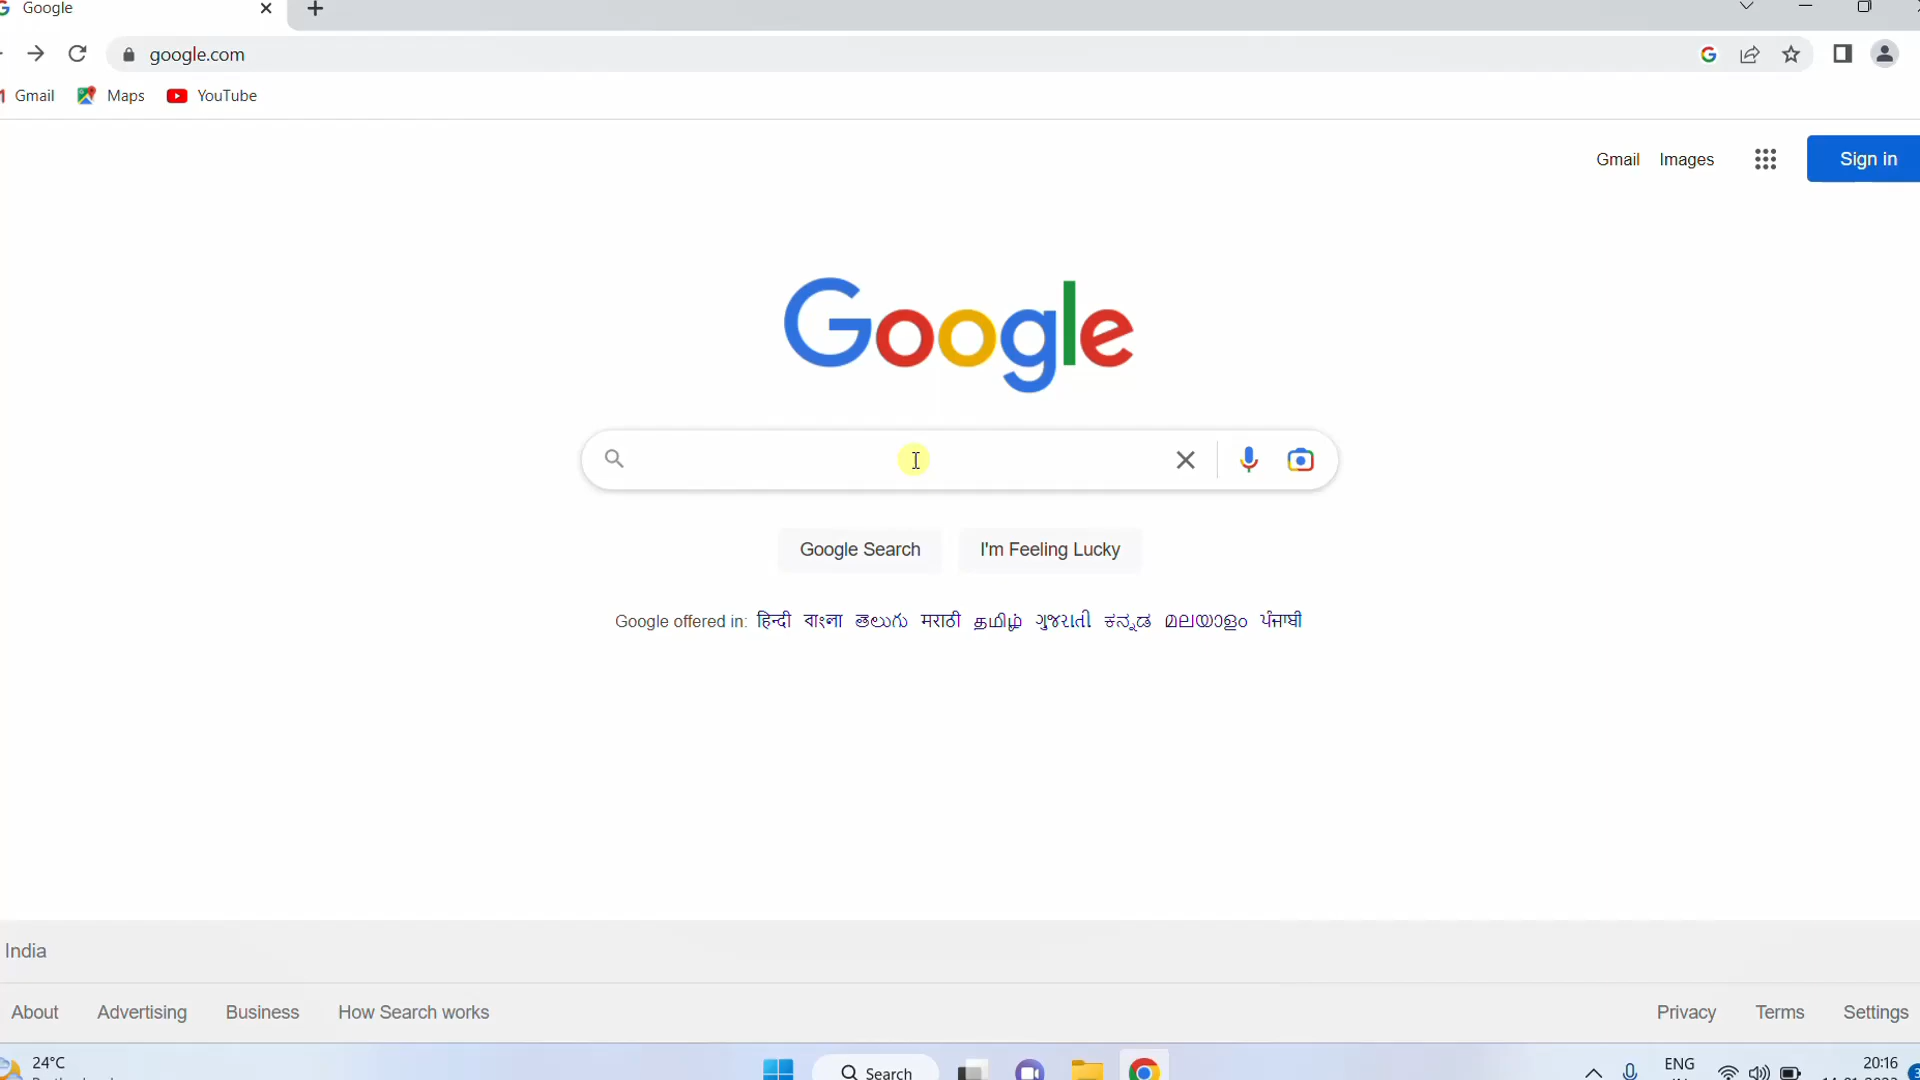 Google
google.com
Gmail Maps YouTube
Gmail Images Sign in
Google
Google Search I'm Feeling Lucky
Google offered in: हिन्दी বাংলা తెలుగు मराठी தமிழ் ગુજરાતી ಕನ್ನಡ മലയാളം ਪੰਜਾਬੀ
India
About Advertising Business How Search works Privacy Terms Settings
24°C
Search
ENG 20:16